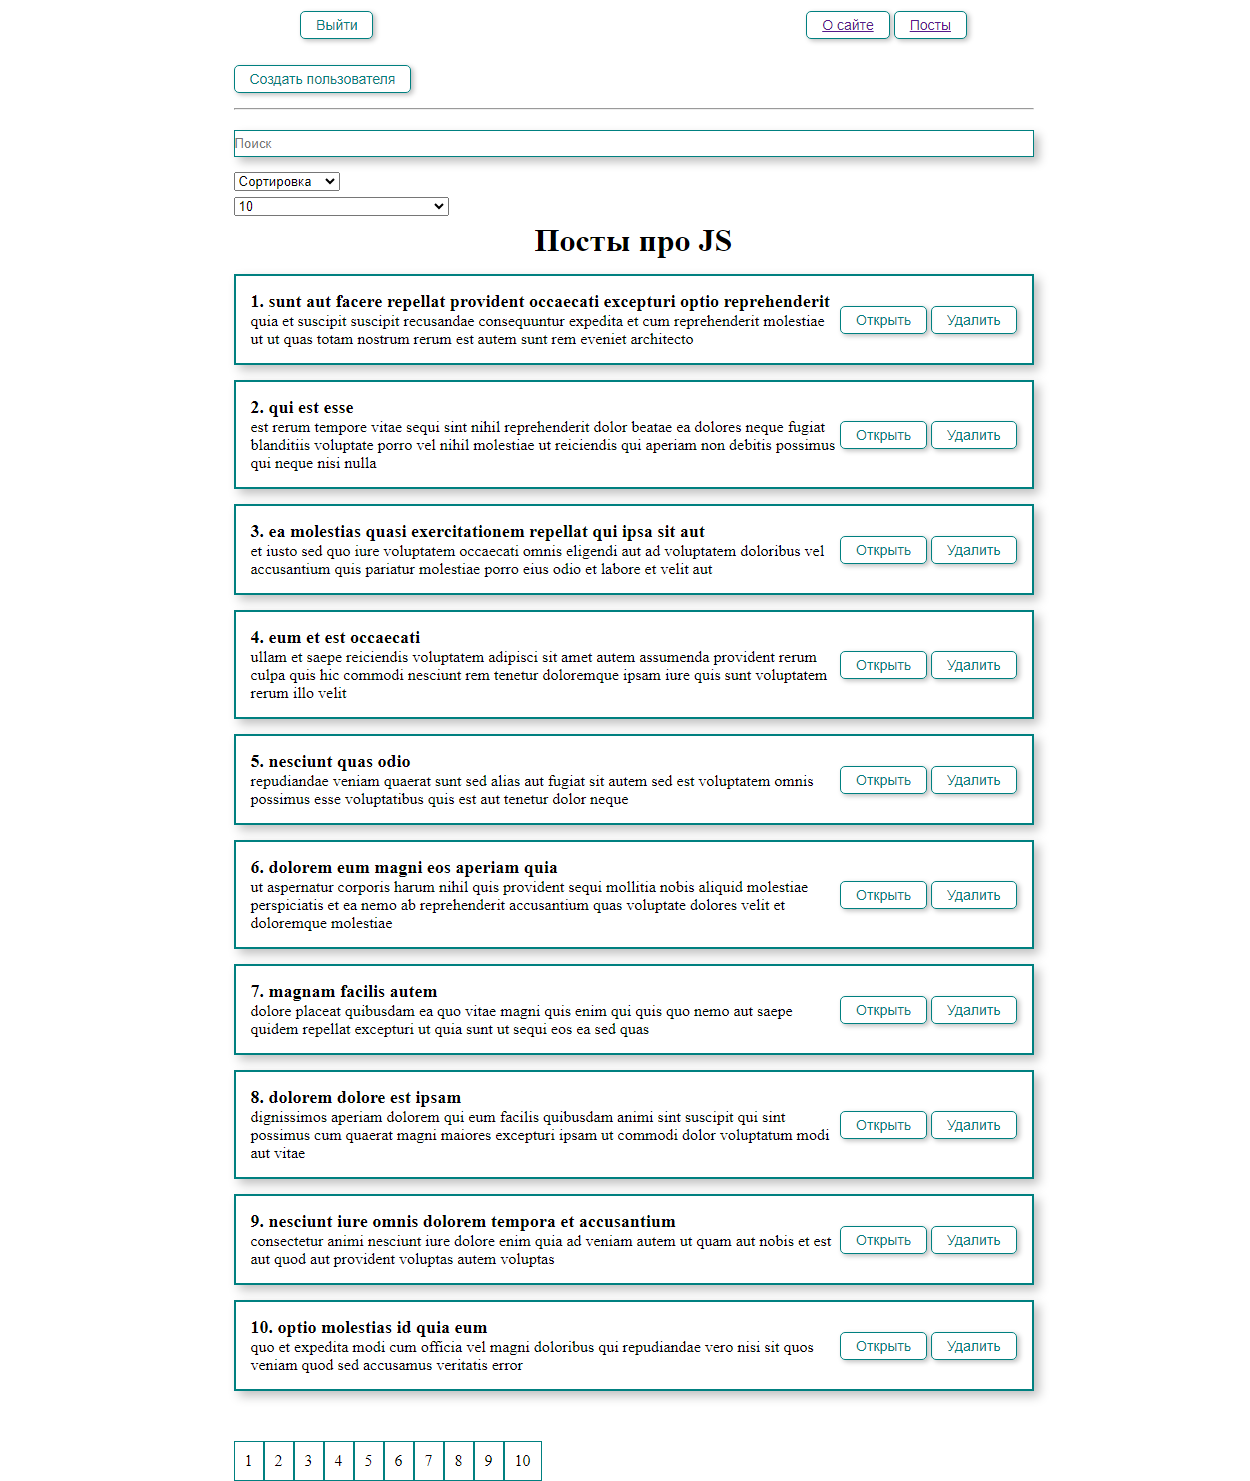 Выйти
О сайте
Посты
Создать пользователя
Поиск
Сортировка
10
Посты про JS
1. sunt aut facere repellat provident occaecati excepturi optio reprehenderit
quia et suscipit suscipit recusandae consequuntur expedita et cum reprehenderit molestiae
ut ut quas totam nostrum rerum est autem sunt rem eveniet architecto
Открыть
Удалить
2. qui est esse
est rerum tempore vitae sequi sint nihil reprehenderit dolor beatae ea dolores neque fugiat
blanditiis voluptate porro vel nihil molestiae ut reiciendis qui aperiam non debitis possimus
qui neque nisi nulla
Открыть
Удалить
3. ea molestias quasi exercitationem repellat qui ipsa sit aut
et iusto sed quo iure voluptatem occaecati omnis eligendi aut ad voluptatem doloribus vel
accusantium quis pariatur molestiae porro eius odio et labore et velit aut
Открыть
Удалить
4. eum et est occaecati
ullam et saepe reiciendis voluptatem adipisci sit amet autem assumenda provident rerum
culpa quis hic commodi nesciunt rem tenetur doloremque ipsam iure quis sunt voluptatem
rerum illo velit
Открыть
Удалить
5. nesciunt quas odio
repudiandae veniam quaerat sunt sed alias aut fugiat sit autem sed est voluptatem omnis
possimus esse voluptatibus quis est aut tenetur dolor neque
Открыть
Удалить
6. dolorem eum magni eos aperiam quia
ut aspernatur corporis harum nihil quis provident sequi mollitia nobis aliquid molestiae
perspiciatis et ea nemo ab reprehenderit accusantium quas voluptate dolores velit et
doloremque molestiae
Открыть
Удалить
7. magnam facilis autem
dolore placeat quibusdam ea quo vitae magni quis enim qui quis quo nemo aut saepe
quidem repellat excepturi ut quia sunt ut sequi eos ea sed quas
Открыть
Удалить
8. dolorem dolore est ipsam
dignissimos aperiam dolorem qui eum facilis quibusdam animi sint suscipit qui sint
possimus cum quaerat magni maiores excepturi ipsam ut commodi dolor voluptatum modi
aut vitae
Открыть
Удалить
9. nesciunt iure omnis dolorem tempora et accusantium
consectetur animi nesciunt iure dolore enim quia ad veniam autem ut quam aut nobis et est
aut quod aut provident voluptas autem voluptas
Открыть
Удалить
10. optio molestias id quia eum
quo et expedita modi cum officia vel magni doloribus qui repudiandae vero nisi sit quos
veniam quod sed accusamus veritatis error
Открыть
Удалить
1 2 3 4 5 6 7 8 9 10